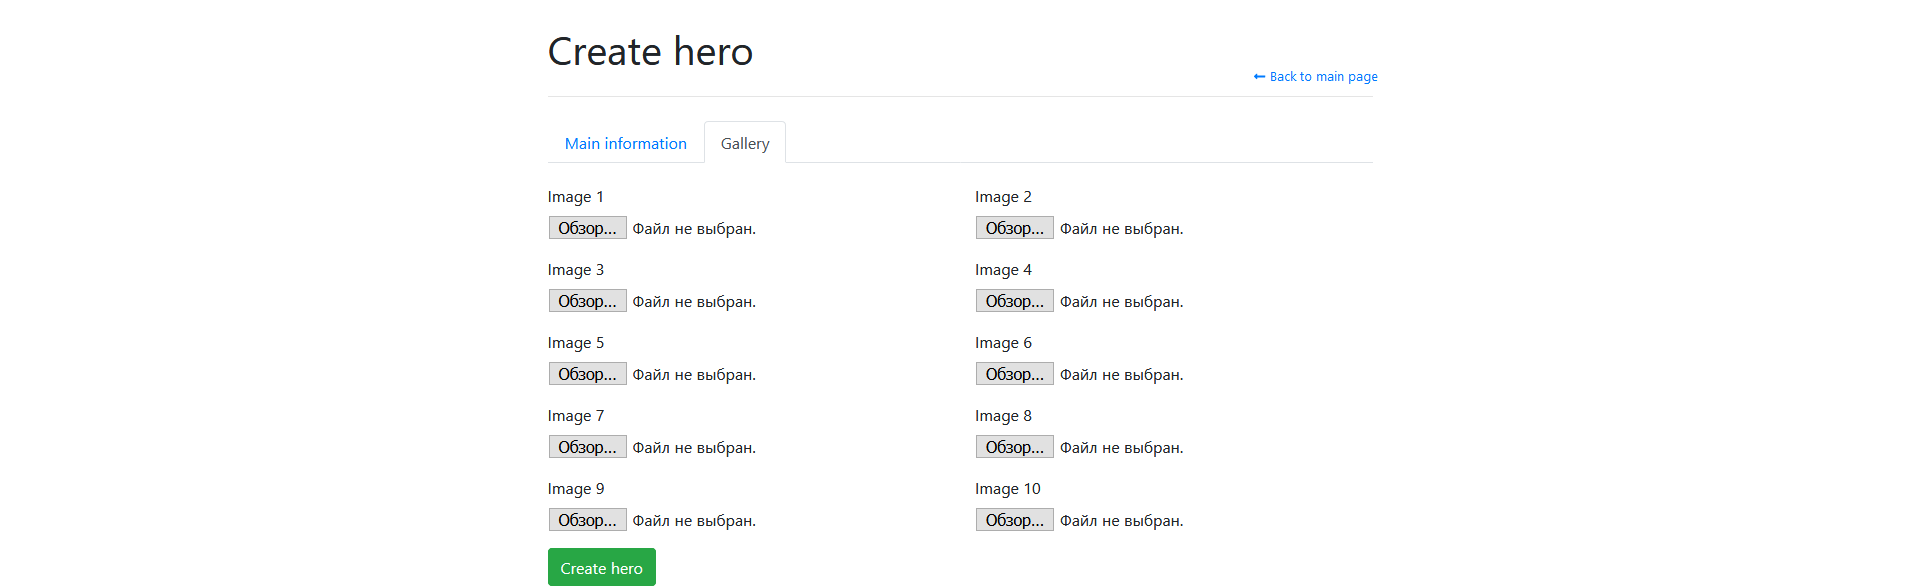 Create hero
Back to main page
Main information Gallery
Image 1 Image 2
Обзор... Файл не выбран. Обзор... Файл не выбран.
Image 3 Image 4
Обзор... Файл не выбран. Обзор... Файл не выбран.
Image 5 Image 6
Обзор... Файл не выбран. Обзор... Файл не выбран.
Image 7 Image 8
Обзор... Файл не выбран. Обзор... Файл не выбран.
Image 9 Image 10
Обзор... Файл не выбран. Обзор... Файл не выбран.
Create hero